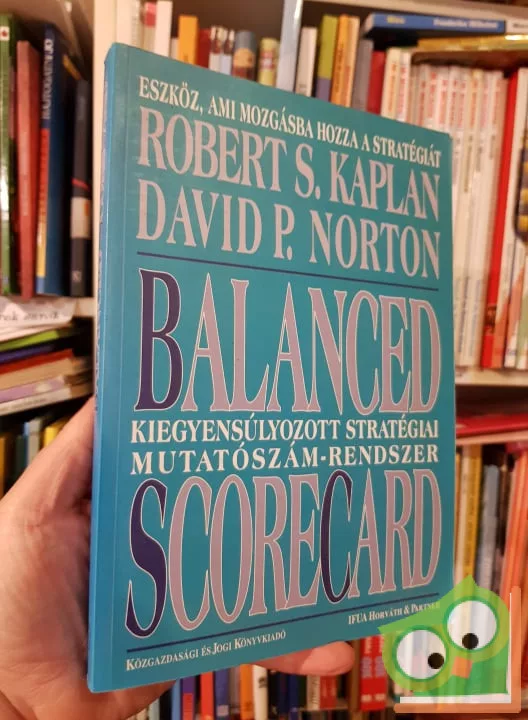 ESZKÖZ, AMI MOZGÁSBA HOZZA A STRATÉGIÁT
ROBERT S. KAPLAN
DAVID P. NORTON
BALANCED
KIEGYENSÚLYOZOTT STRATÉGIAI
MUTATÓSZÁM-RENDSZER
SCORECARD
IFUA HORVÁTH & PARTNER
KÖZGAZDASÁGI ÉS JOGI KÖNYVKIADÓ